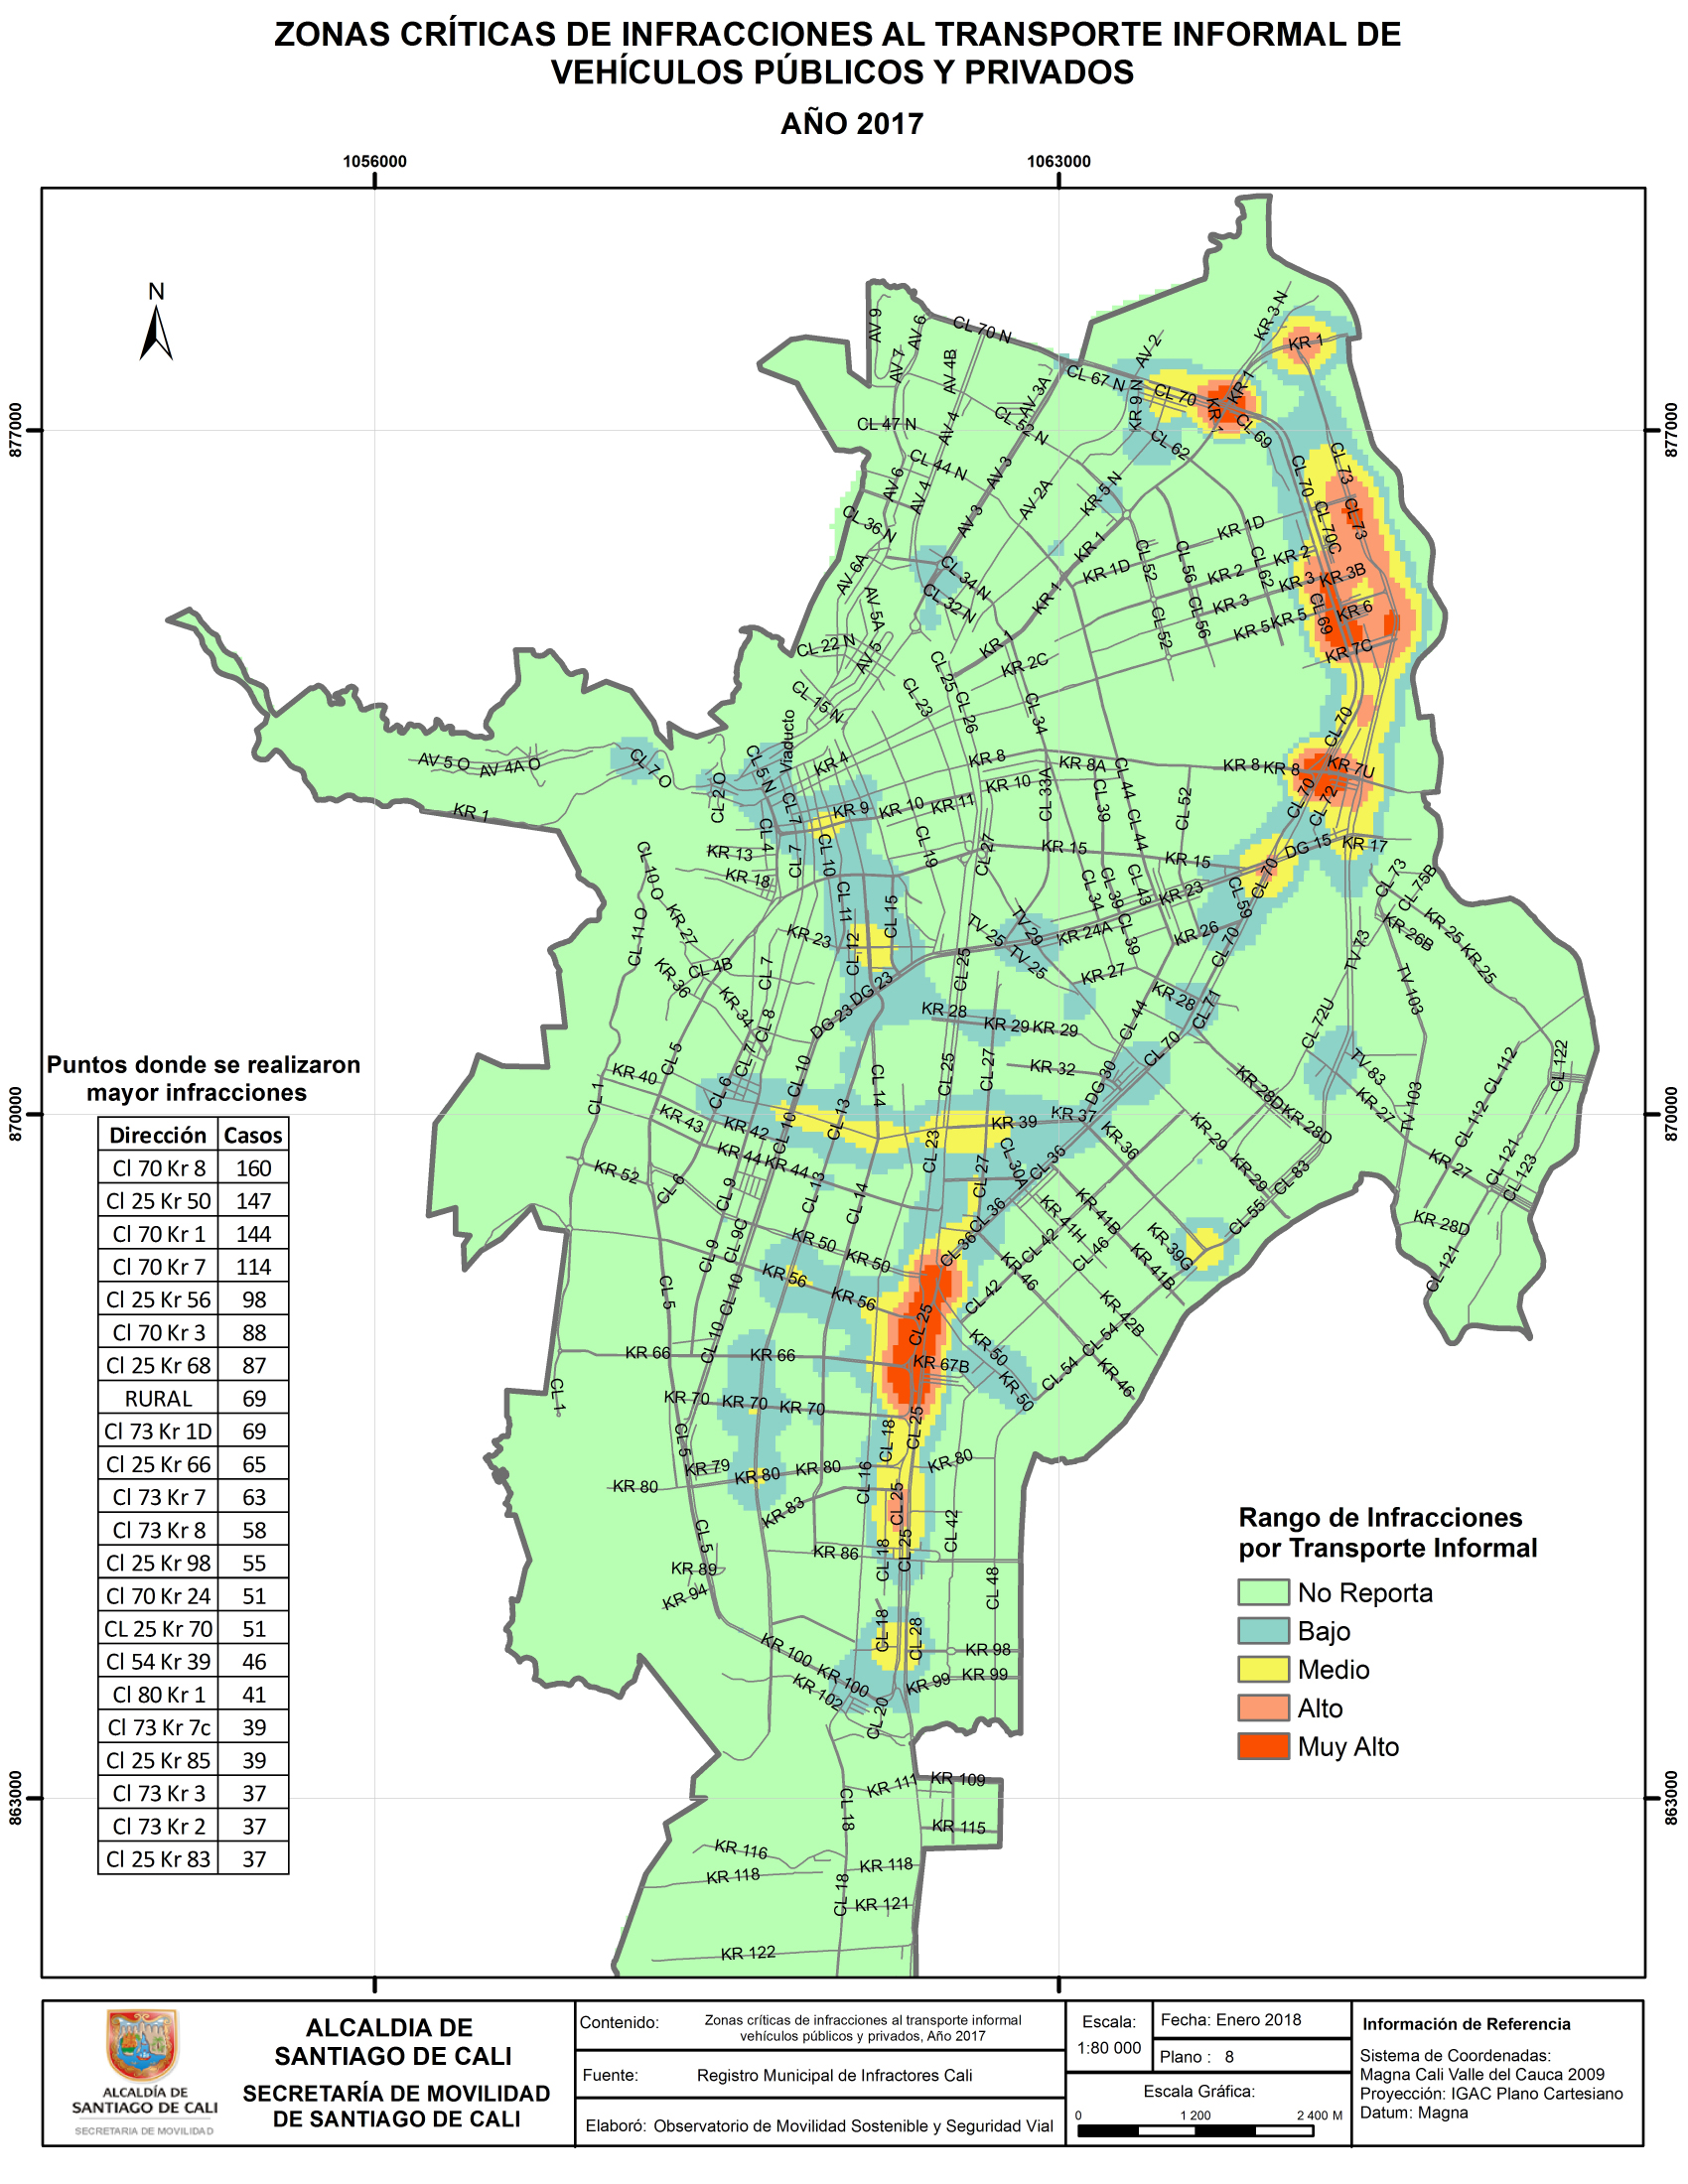 ZONAS CRÍTICAS DE INFRACCIONES AL TRANSPORTE INFORMAL DE
VEHÍCULOS PÚBLICOS Y PRIVADOS
AÑO 2017
1056000
1063000
877000
877000
870000
870000
863000
863000
N
KR 3 N
KR 1
AV 9
AV 6
CL 70 N
AV 7
AV 4B
AV 2
CL 67 N
AV 3A
KR 9 N
CL 70
KR 1
KR 1
CL 47 N
AV 4
CL 52 N
CL 69
CL 62
CL 44 N
AV 6
AV 4
AV 3
AV 2A
KR 5 N
CL 70
CL 73
CL 36 N
AV 3
KR 1D
CL 70C
CL 73
KR 1
CL 34 N
AV 6A
CL 32 N
AV 5A
KR 1D
CL 52
CL 56
KR 2
CL 62
KR 2
KR 3
KR 3B
KR 1
KR 3
CL 69
KR 6
CL 52
CL 56
KR 5
KR 5
KR 7C
CL 22 N
AV 5
KR 1
KR 2C
CL 25
CL 15 N
CL 23
CL 26
CL 34
CL 70
Viaducto
AV 5 O
AV 4A O
CL 7 O
CL 5 N
KR 4
KR 8
KR 8A
KR 8
KR 8
KR 7U
KR 1
CL 2 O
CL 7
KR 9
KR 10
KR 11
KR 10
CL 33A
CL 39
CL 44
CL 52
CL 70
CL 72
CL 4
CL 7
CL 10
CL 19
CL 27
KR 15
CL 44
KR 15
DG 15
KR 17
KR 13
KR 18
CL 10 O
CL 11
CL 15
CL 34
CL 39
CL 43
KR 23
CL 59
CL 70
CL 73
CL 75B
KR 27
CL 11 O
KR 23
CL 12
TV 25
TV 29
KR 24A
CL 39
KR 26
CL 70
TV 73
KR 26B
KR 25
KR 25
CL 4B
KR 36
CL 7
DG 23
CL 25
TV 25
KR 27
KR 28
CL 71
TV 103
KR 34
CL 8
DG 23
KR 28
KR 29
KR 29
CL 44
CL 70
CL 72U
KR 40
CL 5
CL 7
CL 6
CL 10
CL 14
CL 25
CL 27
KR 32
DG 30
KR 28D
TV 83
TV 103
CL 112
CL 122
CL 1
KR 43
KR 42
CL 10
CL 13
KR 39
KR 37
KR 36
KR 28D
KR 27
CL 112
KR 44
KR 44
CL 23
CL 30A
CL 36
KR 29
KR 29
CL 83
KR 27
CL 121
CL 123
KR 52
CL 6
CL 9
CL 13
CL 14
CL 27
CL 36
KR 41H
KR 41B
CL 55
KR 28D
CL 9C
KR 50
KR 50
CL 36
CL 42
CL 46
KR 39G
KR 41B
CL 121
CL 9
KR 56
KR 46
CL 5
CL 10
KR 56
CL 25
CL 42
KR 42B
CL 10
KR 66
KR 66
KR 67B
KR 50
CL 54
CL 54
KR 46
CL 1
KR 70
KR 70
KR 70
KR 50
CL 5
CL 18
CL 25
KR 79
KR 80
KR 80
KR 80
CL 16
KR 80
KR 83
CL 25
CL 42
CL 5
KR 86
CL 18
CL 25
KR 89
KR 94
CL 48
CL 18
CL 28
KR 100
KR 98
KR 100
KR 102
KR 99
KR 99
CL 20
KR 111
KR 109
CL 18
KR 115
KR 116
KR 118
KR 118
CL 18
KR 121
KR 122
Puntos donde se realizaron
mayor infracciones
Dirección Casos
Cl 70 Kr 8 160
Cl 25 Kr 50 147
Cl 70 Kr 1 144
Cl 70 Kr 7 114
Cl 25 Kr 56 98
Cl 70 Kr 3 88
Cl 25 Kr 68 87
RURAL 69
Cl 73 Kr 1D 69
Cl 25 Kr 66 65
Cl 73 Kr 7 63
Cl 73 Kr 8 58
Cl 25 Kr 98 55
Cl 70 Kr 24 51
CL 25 Kr 70 51
Cl 54 Kr 39 46
Cl 80 Kr 1 41
Cl 73 Kr 7c 39
Cl 25 Kr 85 39
Cl 73 Kr 3 37
Cl 73 Kr 2 37
Cl 25 Kr 83 37
Rango de Infracciones
por Transporte Informal
No Reporta
Bajo
Medio
Alto
Muy Alto
ALCALDÍA DE
SANTIAGO DE CALI
SECRETARIA DE MOVILIDAD
ALCALDIA DE
SANTIAGO DE CALI
SECRETARÍA DE MOVILIDAD
DE SANTIAGO DE CALI
Contenido: Zonas críticas de infracciones al transporte informal
vehículos públicos y privados, Año 2017
Fuente: Registro Municipal de Infractores Cali
Elaboró: Observatorio de Movilidad Sostenible y Seguridad Vial
Escala:
1:80 000
Fecha: Enero 2018
Plano : 8
Escala Gráfica:
0 1 200 2 400 M
Información de Referencia
Sistema de Coordenadas:
Magna Cali Valle del Cauca 2009
Proyección: IGAC Plano Cartesiano
Datum: Magna